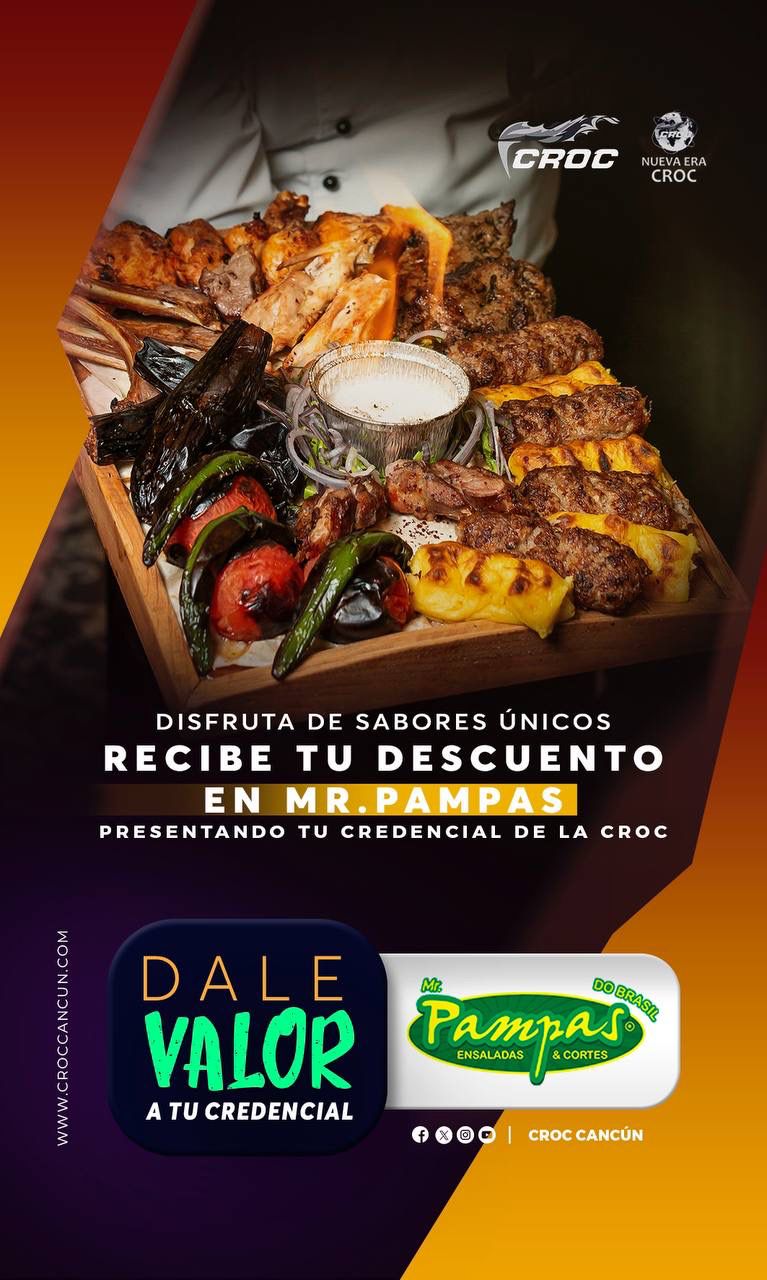 CROC
CROC
NUEVA ERA
CROC
DISFRUTA DE SABORES ÚNICOS
RECIBE TU DESCUENTO
EN MR.PAMPAS
PRESENTANDO TU CREDENCIAL DE LA CROC
WWW.CROCCANCUN.COM
DALE
VALOR
A TU CREDENCIAL
Mr.
DO BRASIL
Pampas®
ENSALADAS & CORTES
CROC CANCÚN